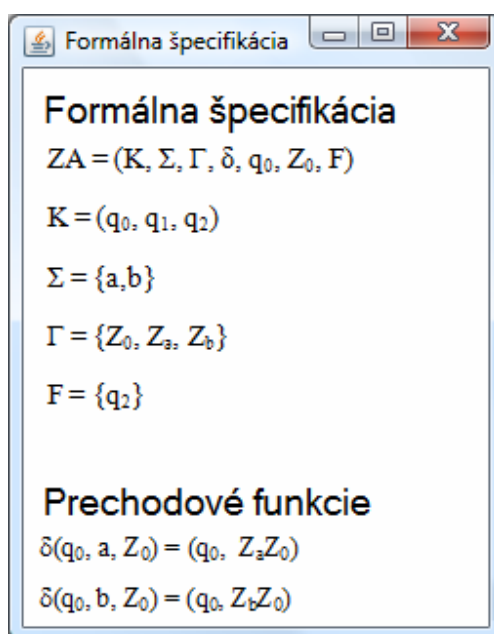 Formálna špecifikácia
Formálna špecifikácia
ZA = (K, Σ, Γ, δ, q₀, Z₀, F)
K = (q₀, q₁, q₂)
Σ = {a,b}
Γ = {Z₀, Zₐ, Z_b}
F = {q₂}
Prechodové funkcie
δ(q₀, a, Z₀) = (q₀, ZₐZ₀)
δ(q₀, b, Z₀) = (q₀, Z_bZ₀)